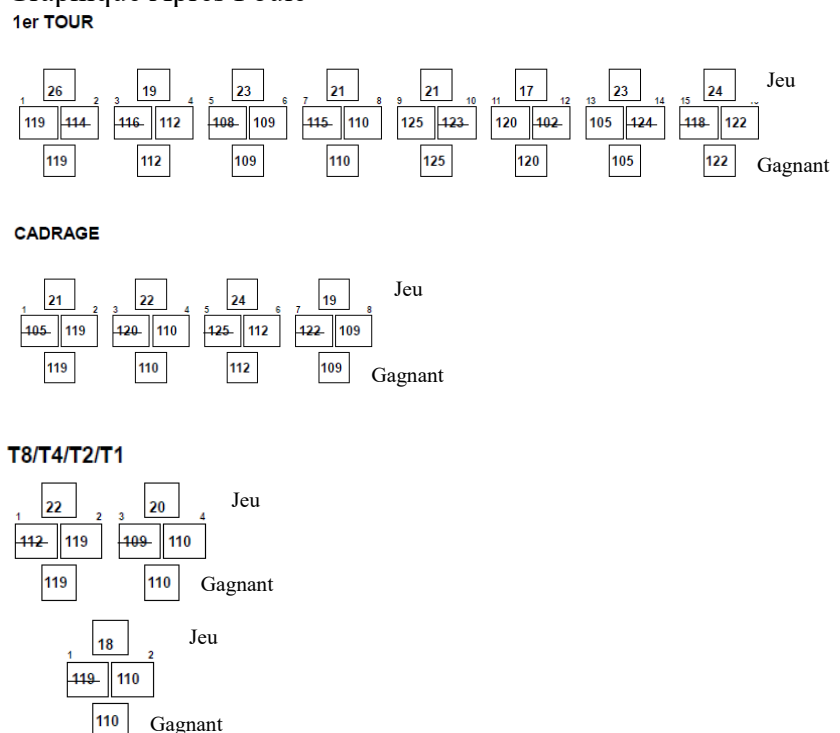 1er TOUR
26 19 23 21 21 17 23 24 Jeu
1 2 3 4 5 6 7 8 9 10 11 12 13 14 15
119 114 116 112 108 109 115 110 125 123 120 102 105 124 118 122
119 112 109 110 125 120 105 122 Gagnant
CADRAGE
21 22 24 19 Jeu
1 2 3 4 5 6 7 8
105 119 120 110 125 112 122 109
119 110 112 109 Gagnant
T8/T4/T2/T1
22 20 Jeu
1 2 3 4
112 119 109 110
119 110 Gagnant
18 Jeu
1 2
119 110
110 Gagnant